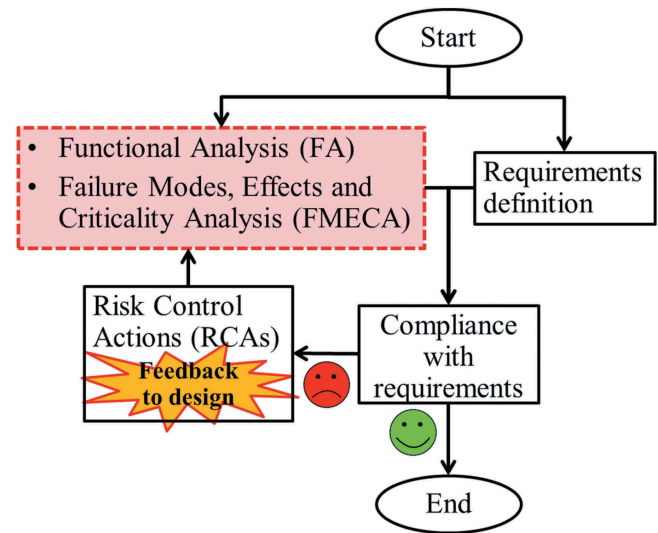 Start
• Functional Analysis (FA)
• Failure Modes, Effects and
Criticality Analysis (FMECA)
Requirements
definition
Risk Control
Actions (RCAs)
Feedback
to design
Compliance
with
requirements
End